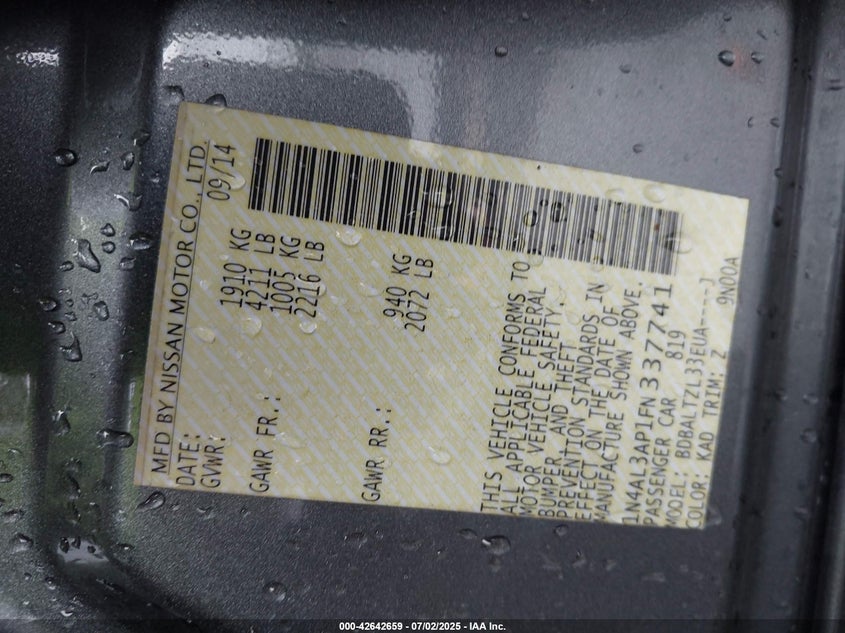 MFD BY NISSAN MOTOR CO., LTD.
DATE: 09/14
GVWR: 1910 KG
4211 LB
GAWR FR.: 1005 KG
2216 LB
GAWR RR.: 940 KG
2072 LB
THIS VEHICLE CONFORMS TO
ALL APPLICABLE FEDERAL
MOTOR VEHICLE SAFETY,
BUMPER, AND THEFT
PREVENTION STANDARDS IN
EFFECT ON THE DATE OF
MANUFACTURE SHOWN ABOVE.
1N4AL3AP1FN337741
PASSENGER CAR 819
MODEL: BDBALTZL33EUA----J
COLOR: KAD TRIM: Z 9N00A
000-42642659 - 07/02/2025 - IAA Inc.